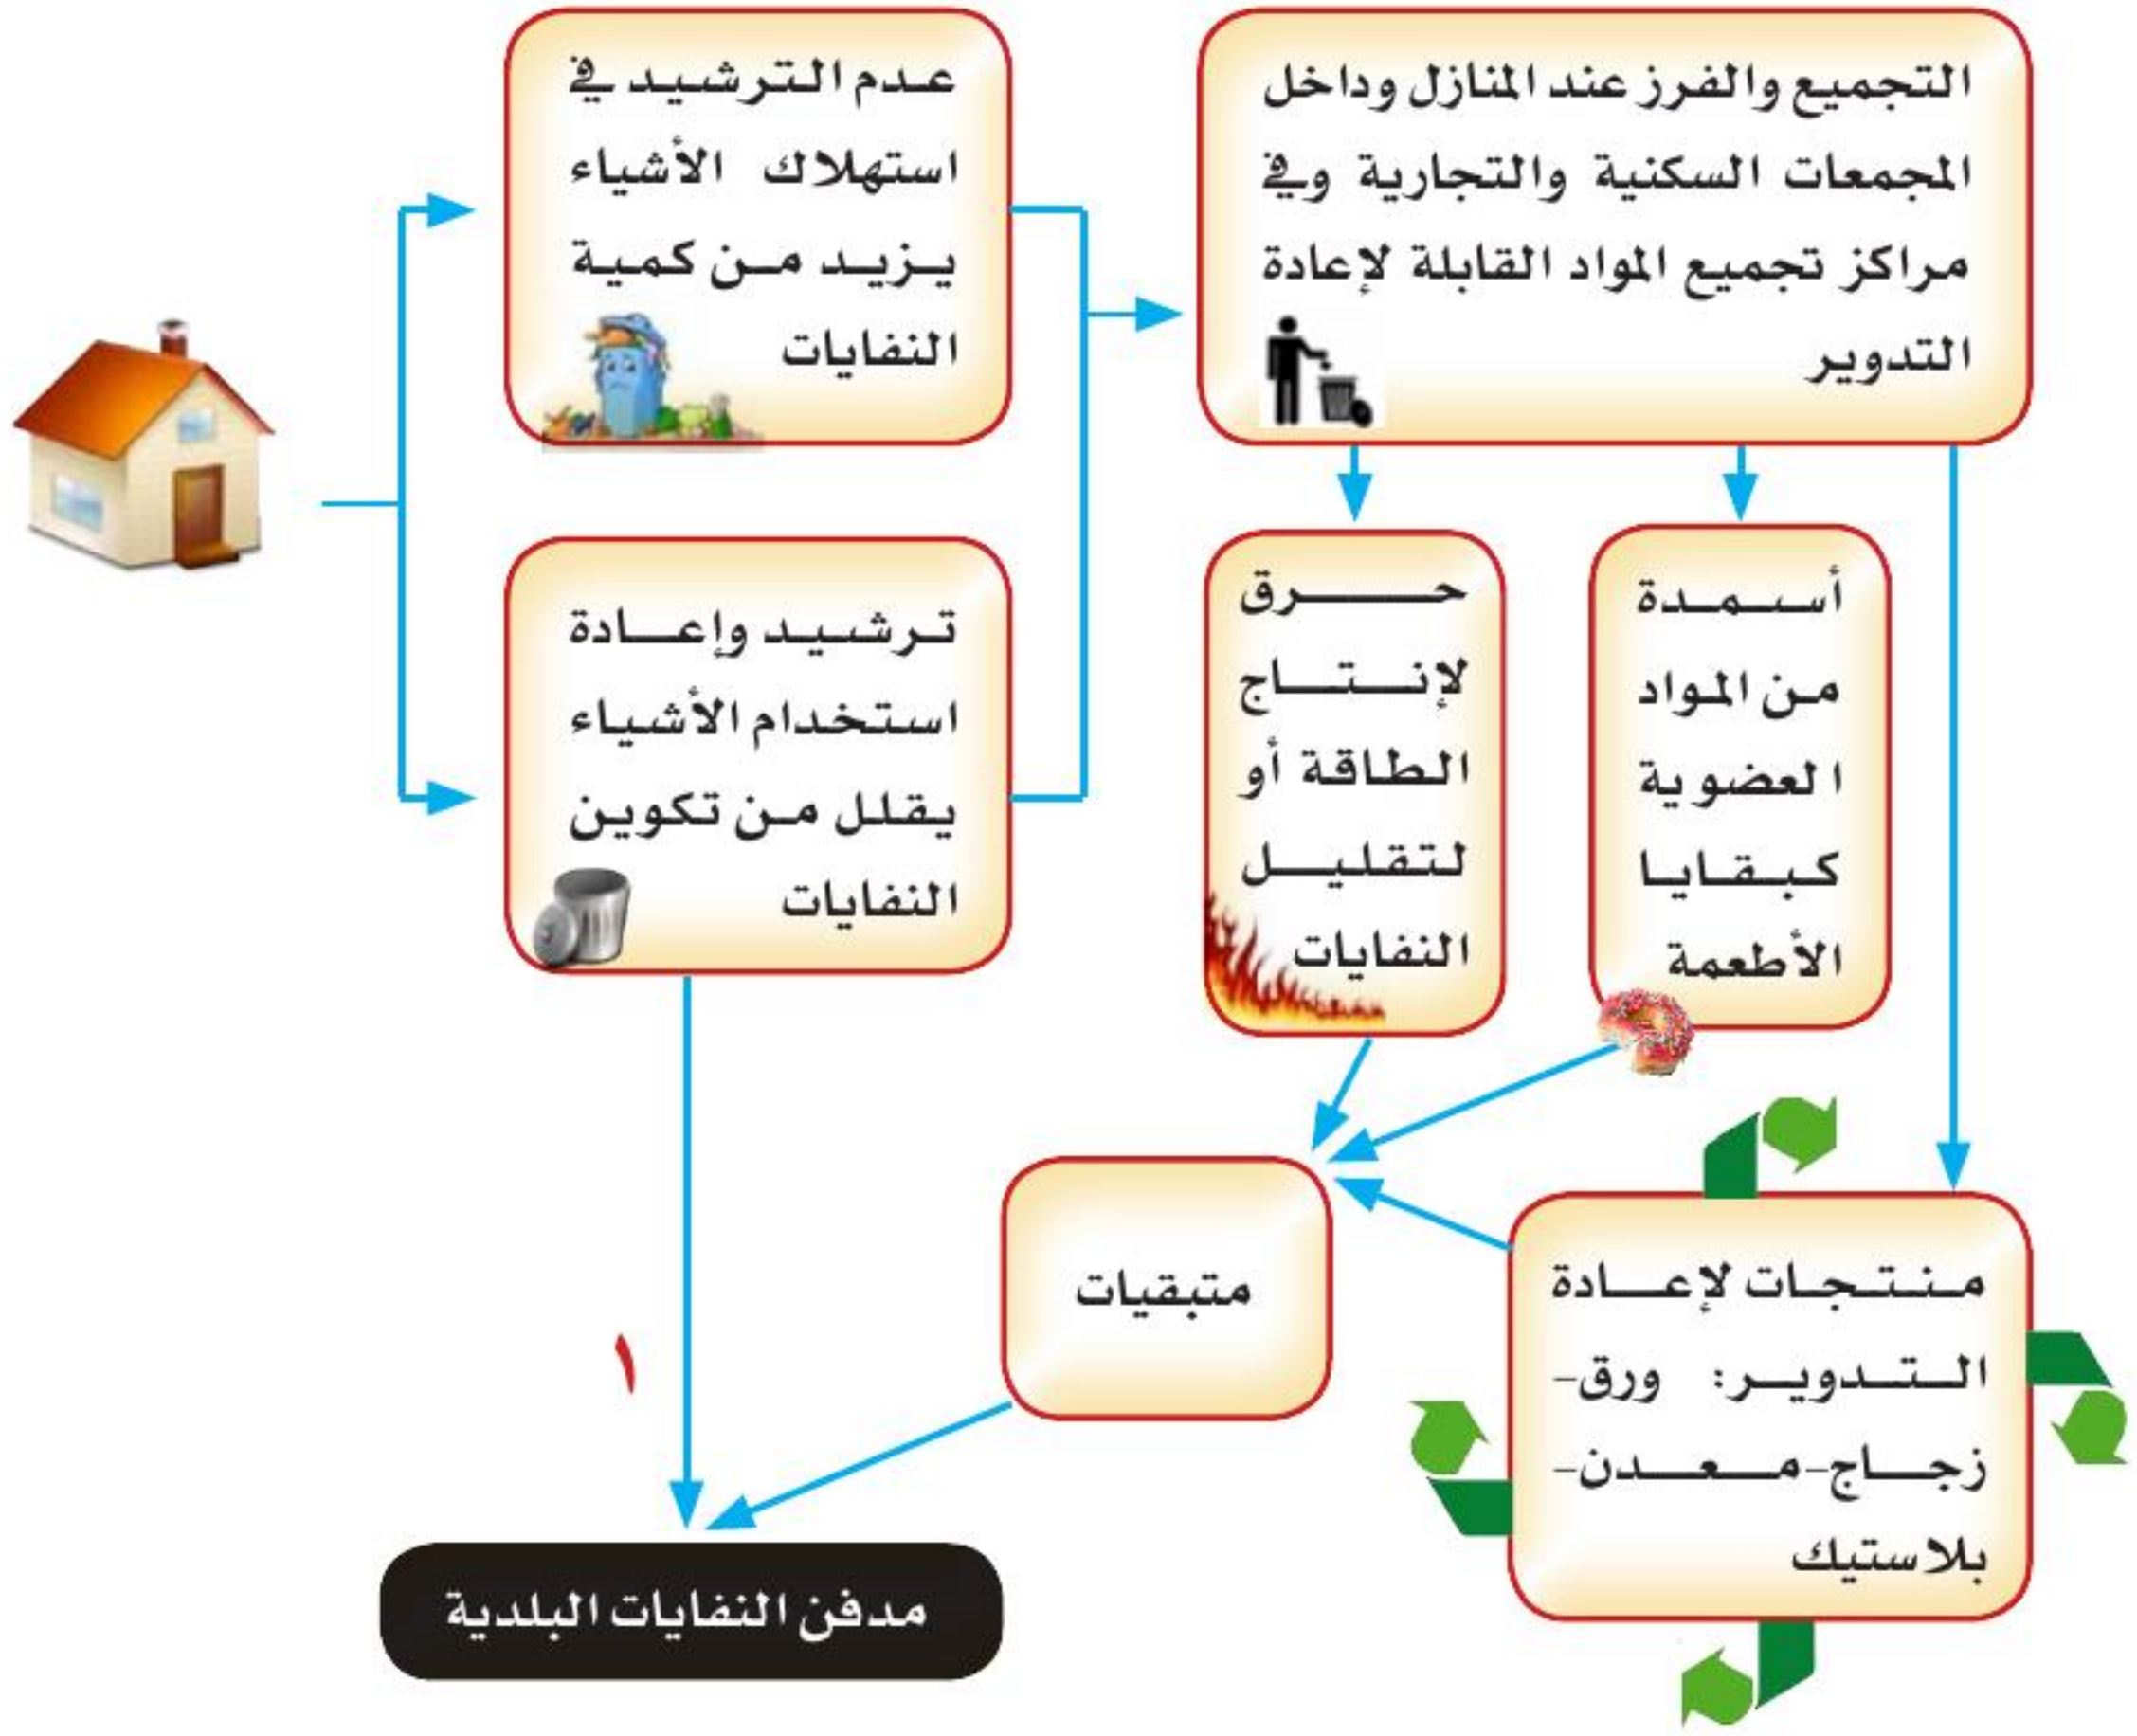 عدم الترشيد في
استهلاك الأشياء
يزيد من كمية
النفايات
التجميع والفرز عند المنازل وداخل
المجمعات السكنية والتجارية وفي
مراكز تجميع المواد القابلة لإعادة
التدوير
ترشيد وإعادة
استخدام الأشياء
يقلل من تكوين
النفايات
حرق
لإنتاج
الطاقة أو
لتقليل
النفايات
أسمدة
من المواد
العضوية
كبقايا
الأطعمة
متبقيات
منتجات لإعادة
التدوير: ورق-
زجاج-معدن-
بلاستيك
١
مدفن النفايات البلدية